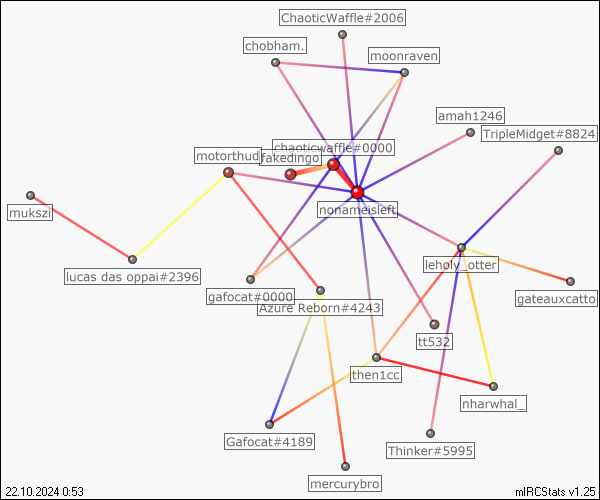 ChaoticWaffle#2006
chobham.
moonraven
amah1246
TripleMidget#8824
chaoticwaffle#0000
motorthud
fakedingo
nonameisleft
mukszi
leholy_otter
lucas das oppai#2396
gafocat#0000
Azure Reborn#4243
gateauxcatto
tt532
then1cc
nharwhal_
Gafocat#4189
Thinker#5995
mercurybro
22.10.2024 0:53
mIRCStats v1.25